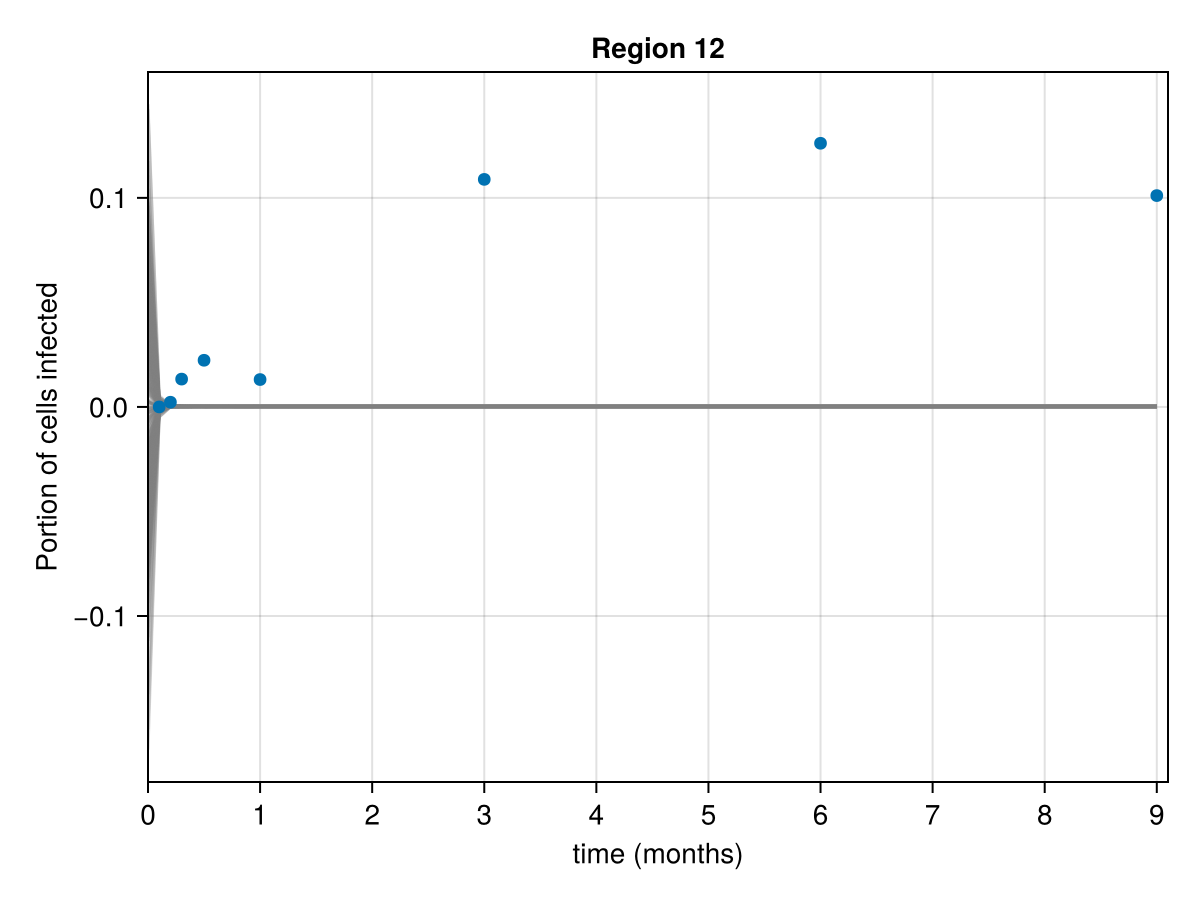 Region 12
Portion of cells infected
0.1
0.0
−0.1
0 1 2 3 4 5 6 7 8 9
time (months)